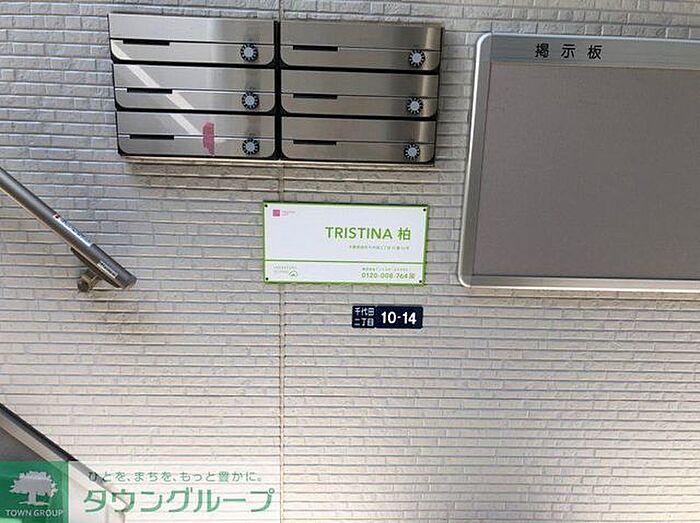 掲示板
TRISTINA 柏
0120-008-764
千代田
二丁目
10-14
ひとを、まちを、もっと豊かに。
タウングループ
TOWN GROUP